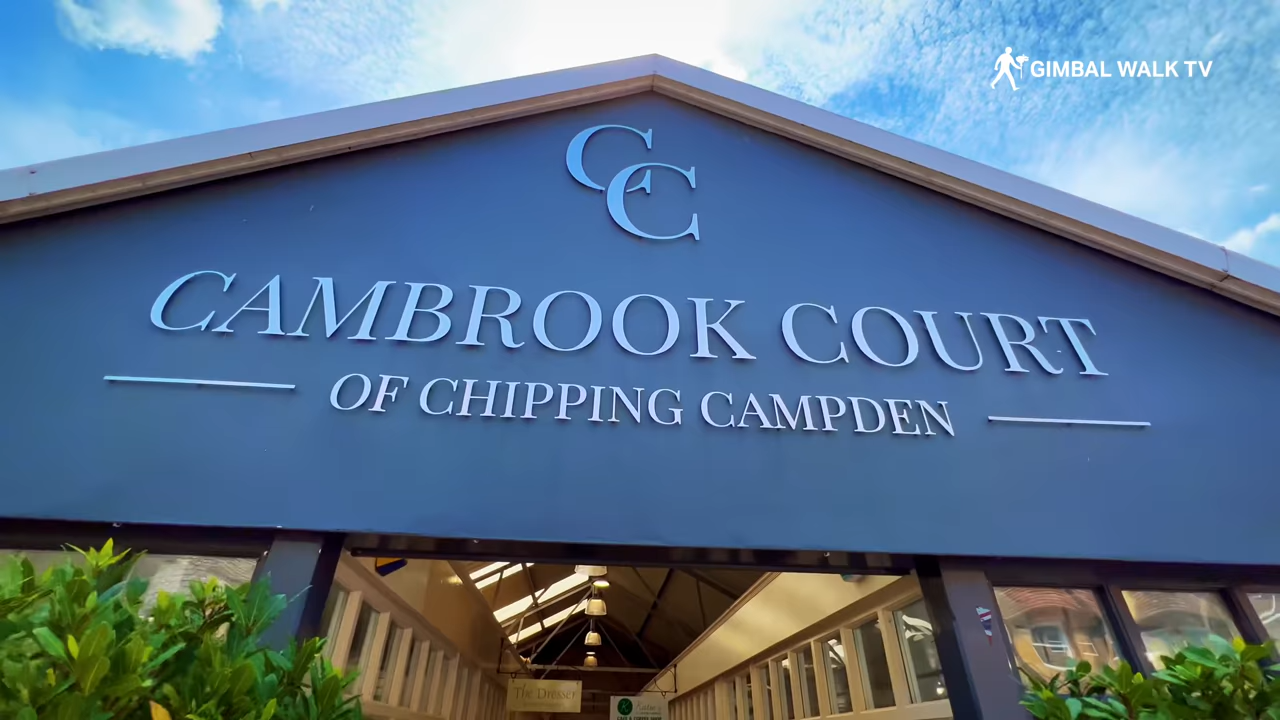 GIMBAL WALK TV
CC
CAMBROOK COURT
OF CHIPPING CAMPDEN
The Dresser